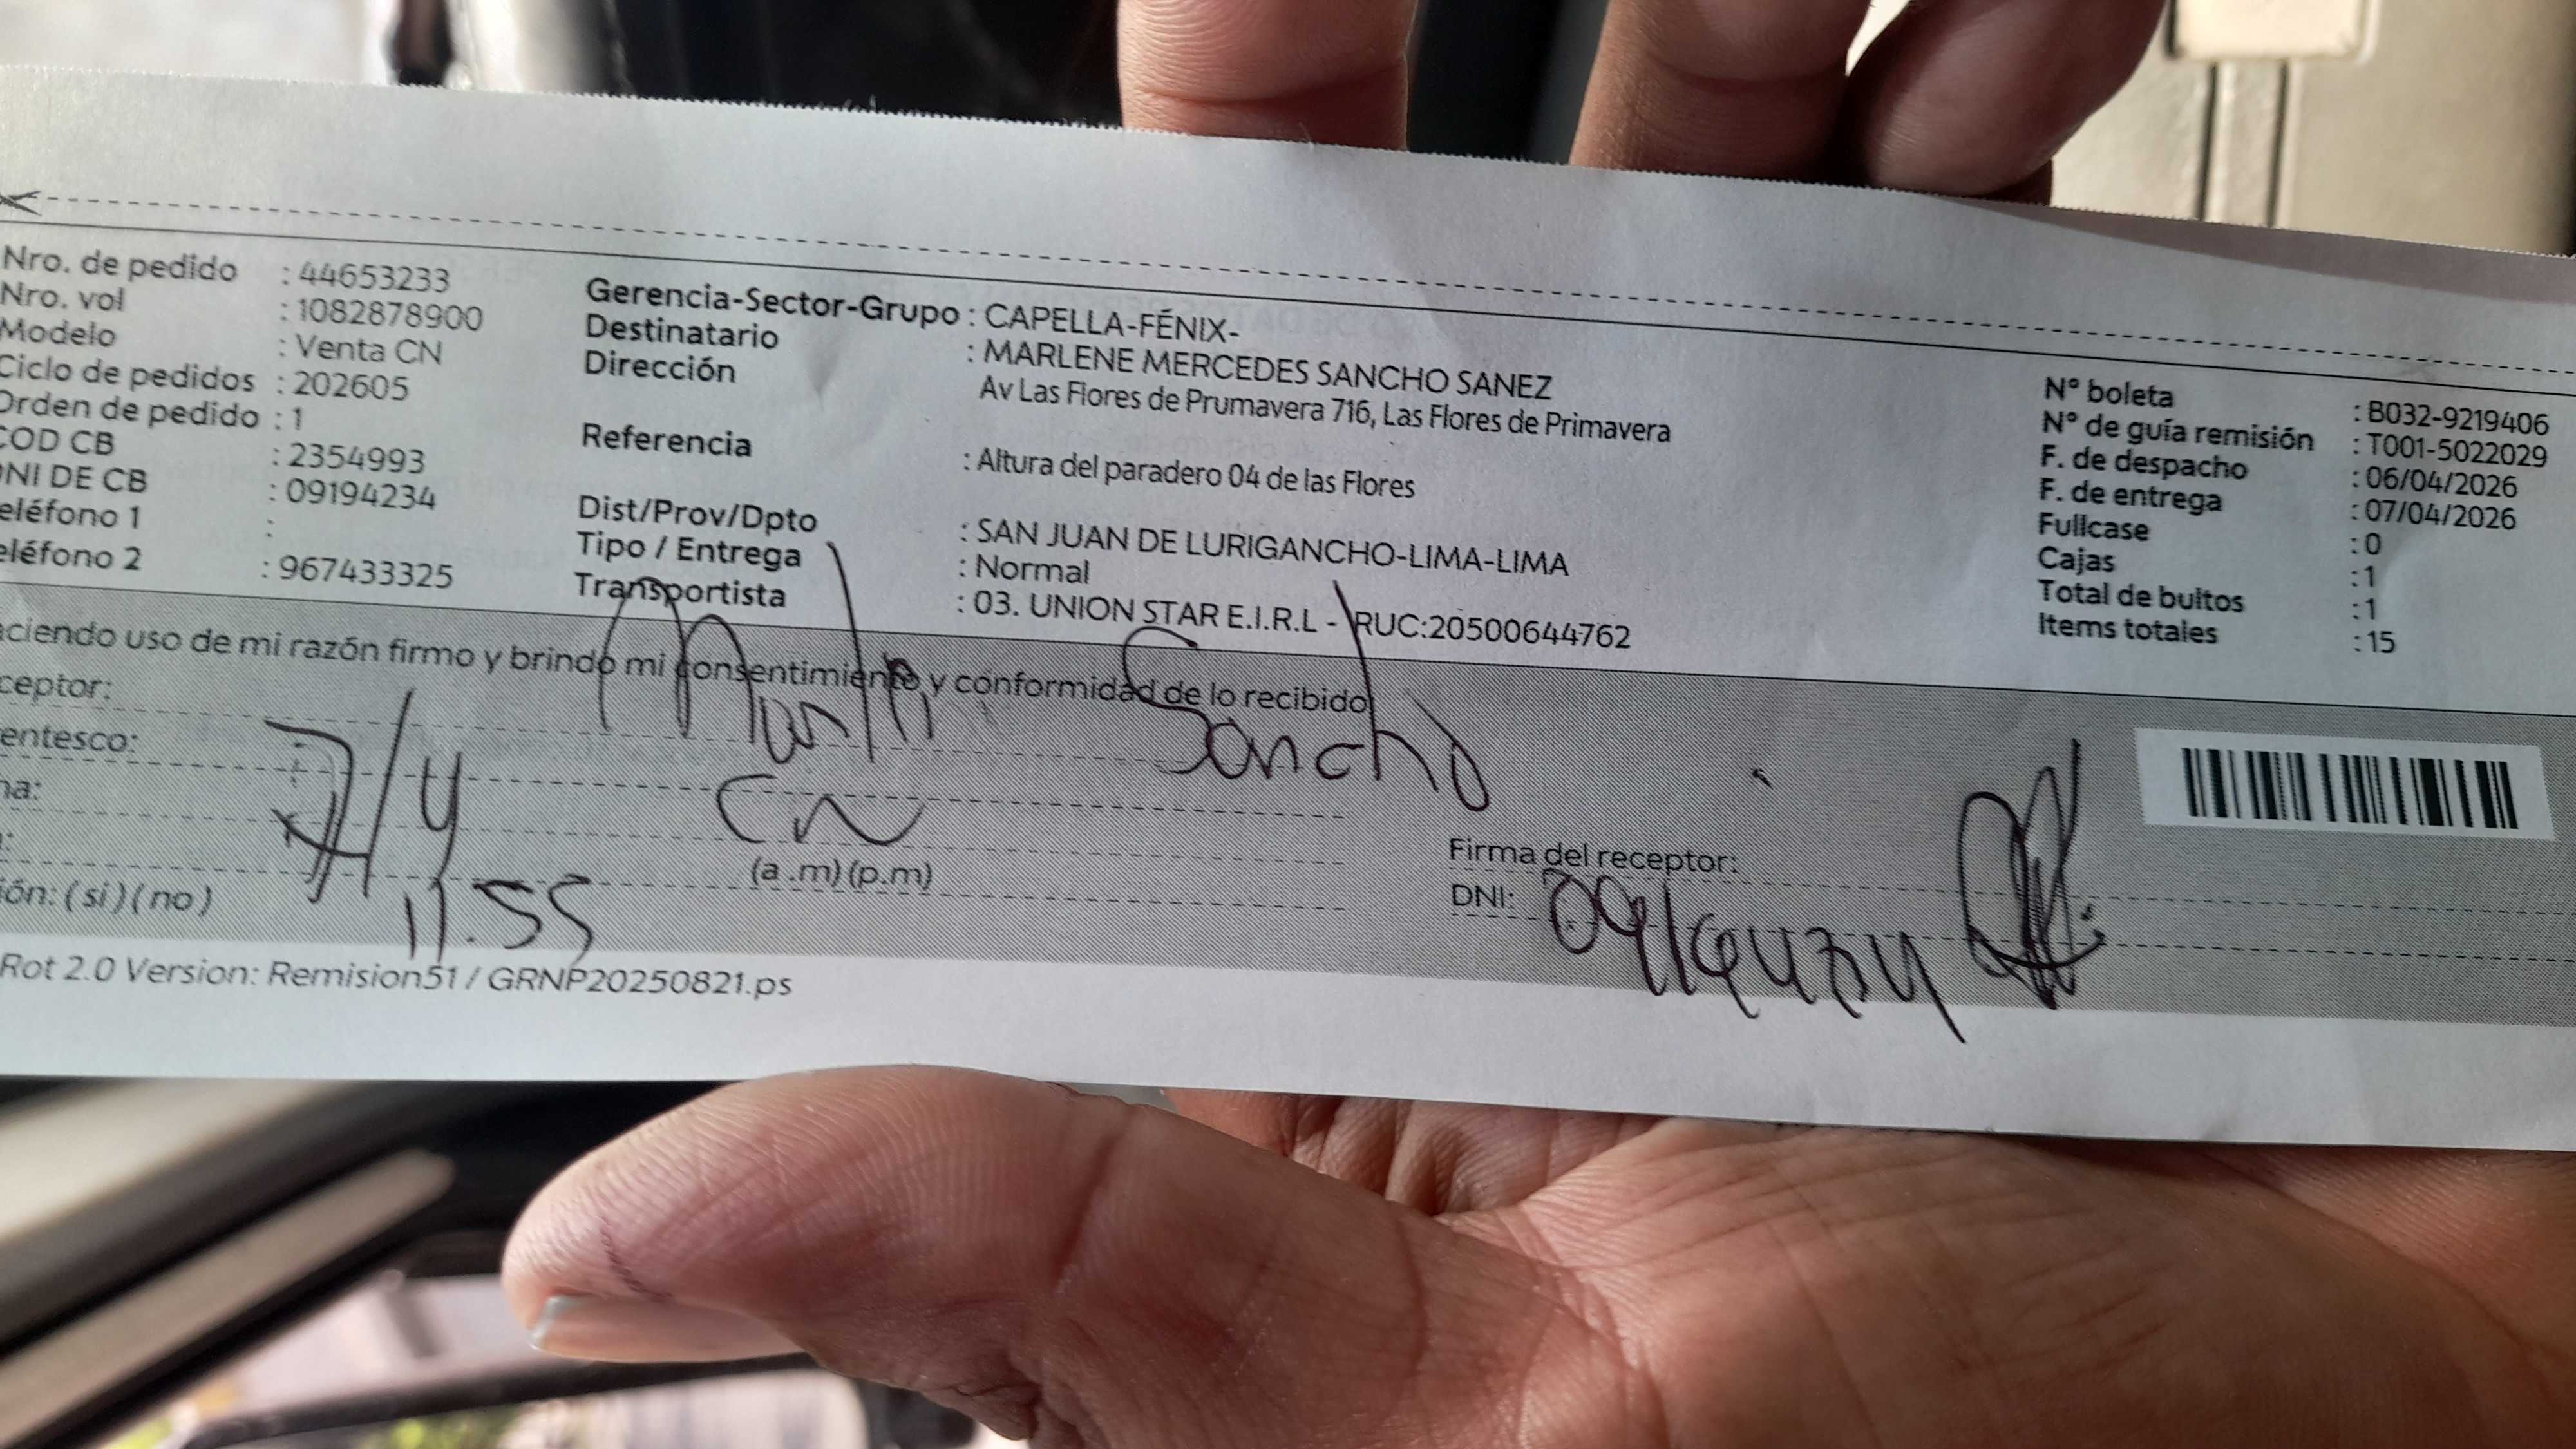 Nro. de pedido : 44653233
Nro. vol : 1082878900
Modelo : Venta CN
Ciclo de pedidos : 202605
Orden de pedido : 1
COD CB : 2354993
NI DE CB : 09194234
eléfono 1 :
eléfono 2 : 967433325
Gerencia-Sector-Grupo : CAPELLA-FÉNIX-
Destinatario : MARLENE MERCEDES SANCHO SANEZ
Dirección Av Las Flores de Prumavera 716, Las Flores de Primavera
Referencia : Altura del paradero 04 de las Flores
Dist/Prov/Dpto : SAN JUAN DE LURIGANCHO-LIMA-LIMA
Tipo / Entrega : Normal
Transportista : 03. UNION STAR E.I.R.L - RUC:20500644762
N° boleta : B032-9219406
N° de guía remisión : T001-5022029
F. de despacho : 06/04/2026
F. de entrega : 07/04/2026
Fullcase : 0
Cajas : 1
Total de bultos : 1
Items totales : 15
aciendo uso de mi razón firmo y brindo mi consentimiento y conformidad de lo recibido
ceptor: Sancho
entesco: CN
na: 7/4
: 11.55 (a.m) (p.m)
ión: (si) (no)
Firma del receptor:
DNI: 09194234
Rot 2.0 Version: Remision51 / GRNP20250821.ps